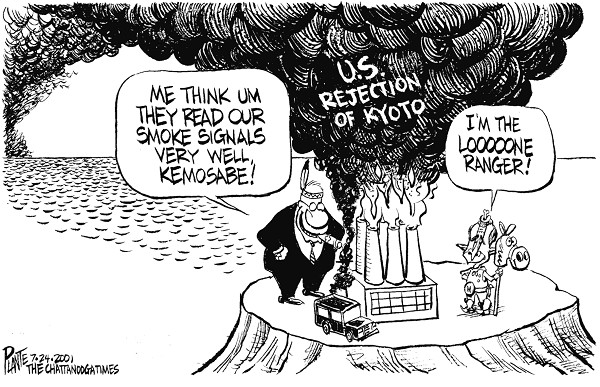 U.S.
REJECTION
OF KYOTO
ME THINK UM
THEY READ OUR
SMOKE SIGNALS
VERY WELL,
KEMOSABE!
I'M THE
LOOOOONE
RANGER!
PLANTE 7-24-2001
THE CHATTANOOGA TIMES